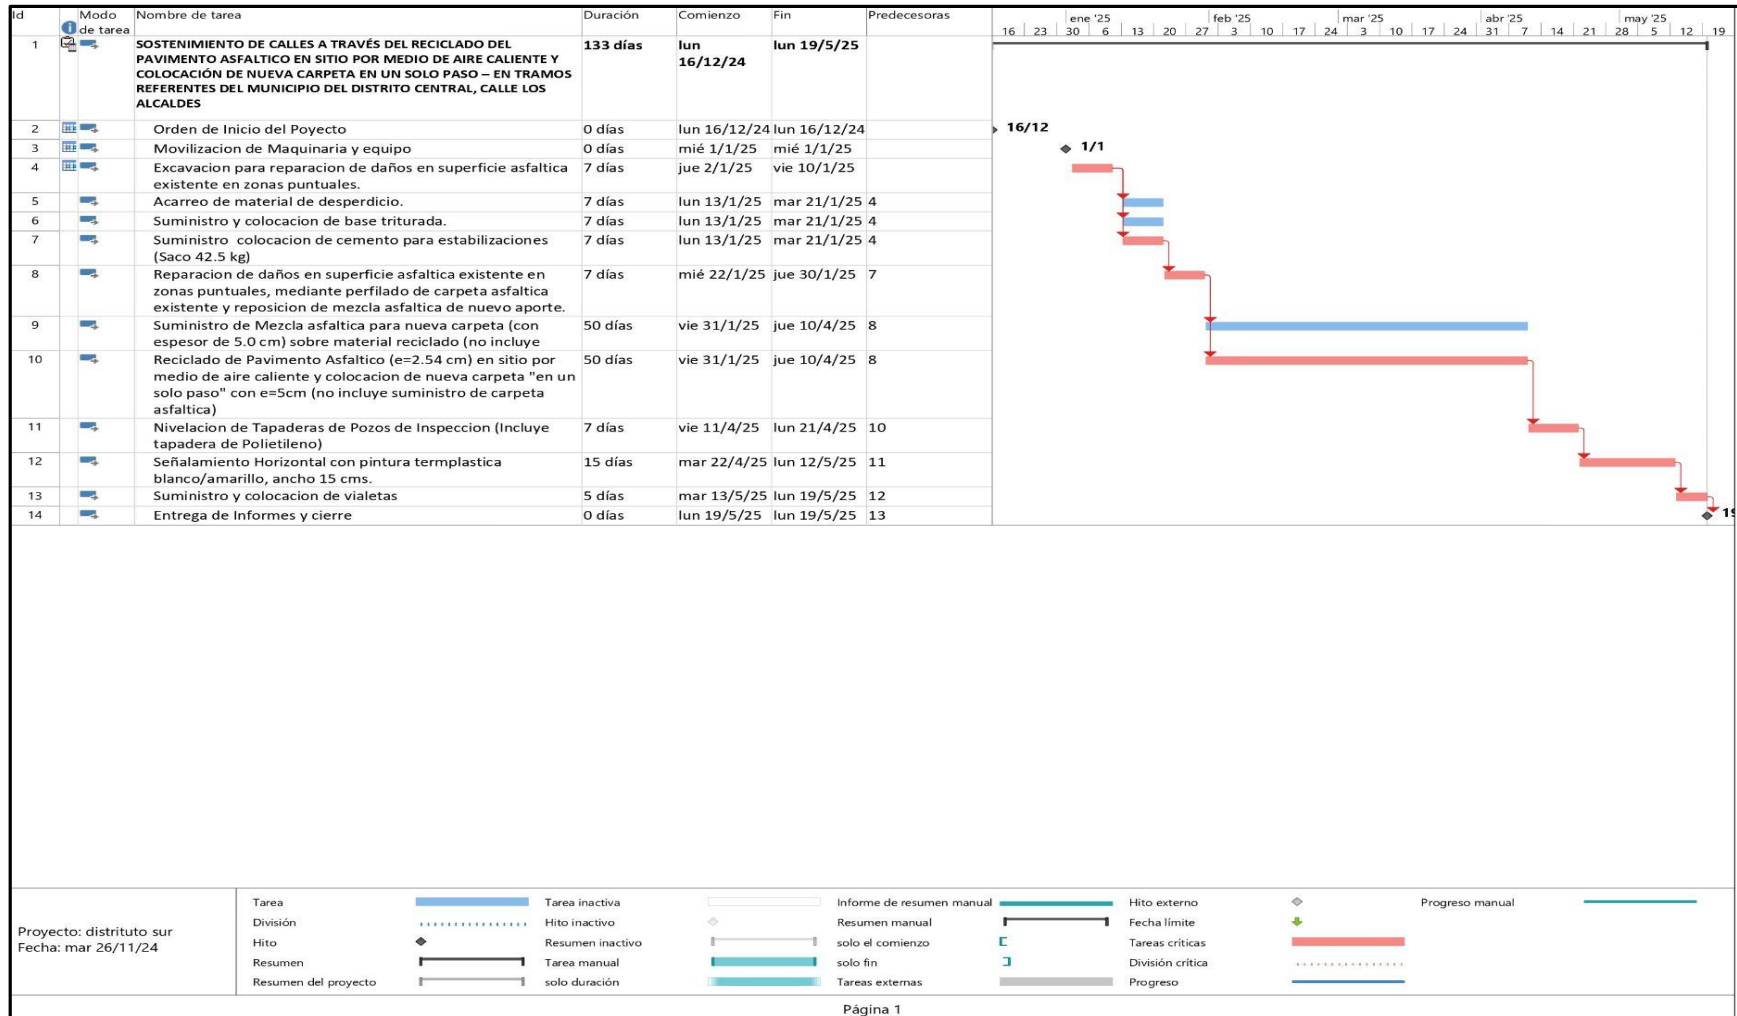 Id Modo de tarea Nombre de tarea Duración Comienzo Fin Predecesoras
ene '25 feb '25 mar '25 abr '25 may '25
16 23 30 6 13 20 27 3 10 17 24 3 10 17 24 31 7 14 21 28 5 12 19
1 SOSTENIMIENTO DE CALLES A TRAVÉS DEL RECICLADO DEL 133 días lun lun 19/5/25
PAVIMENTO ASFALTICO EN SITIO POR MEDIO DE AIRE CALIENTE Y 16/12/24
COLOCACIÓN DE NUEVA CARPETA EN UN SOLO PASO – EN TRAMOS
REFERENTES DEL MUNICIPIO DEL DISTRITO CENTRAL, CALLE LOS
ALCALDES
2 Orden de Inicio del Poyecto 0 días lun 16/12/24 lun 16/12/24 16/12
3 Movilizacion de Maquinaria y equipo 0 días mié 1/1/25 mié 1/1/25 1/1
4 Excavacion para reparacion de daños en superficie asfaltica 7 días jue 2/1/25 vie 10/1/25
existente en zonas puntuales.
5 Acarreo de material de desperdicio. 7 días lun 13/1/25 mar 21/1/25 4
6 Suministro y colocacion de base triturada. 7 días lun 13/1/25 mar 21/1/25 4
7 Suministro colocacion de cemento para estabilizaciones 7 días lun 13/1/25 mar 21/1/25 4
(Saco 42.5 kg)
8 Reparacion de daños en superficie asfaltica existente en 7 días mié 22/1/25 jue 30/1/25 7
zonas puntuales, mediante perfilado de carpeta asfaltica
existente y reposicion de mezcla asfaltica de nuevo aporte.
9 Suministro de Mezcla asfaltica para nueva carpeta (con 50 días vie 31/1/25 jue 10/4/25 8
espesor de 5.0 cm) sobre material reciclado (no incluye
10 Reciclado de Pavimento Asfaltico (e=2.54 cm) en sitio por 50 días vie 31/1/25 jue 10/4/25 8
medio de aire caliente y colocacion de nueva carpeta "en un
solo paso" con e=5cm (no incluye suministro de carpeta
asfaltica)
11 Nivelacion de Tapaderas de Pozos de Inspeccion (Incluye 7 días vie 11/4/25 lun 21/4/25 10
tapadera de Polietileno)
12 Señalamiento Horizontal con pintura termplastica 15 días mar 22/4/25 lun 12/5/25 11
blanco/amarillo, ancho 15 cms.
13 Suministro y colocacion de vialetas 5 días mar 13/5/25 lun 19/5/25 12
14 Entrega de Informes y cierre 0 días lun 19/5/25 lun 19/5/25 13 19
Proyecto: distrituto sur
Fecha: mar 26/11/24
Tarea Tarea inactiva Informe de resumen manual Hito externo Progreso manual
División Hito inactivo Resumen manual Fecha límite
Hito Resumen inactivo solo el comienzo Tareas críticas
Resumen Tarea manual solo fin División crítica
Resumen del proyecto solo duración Tareas externas Progreso
Página 1